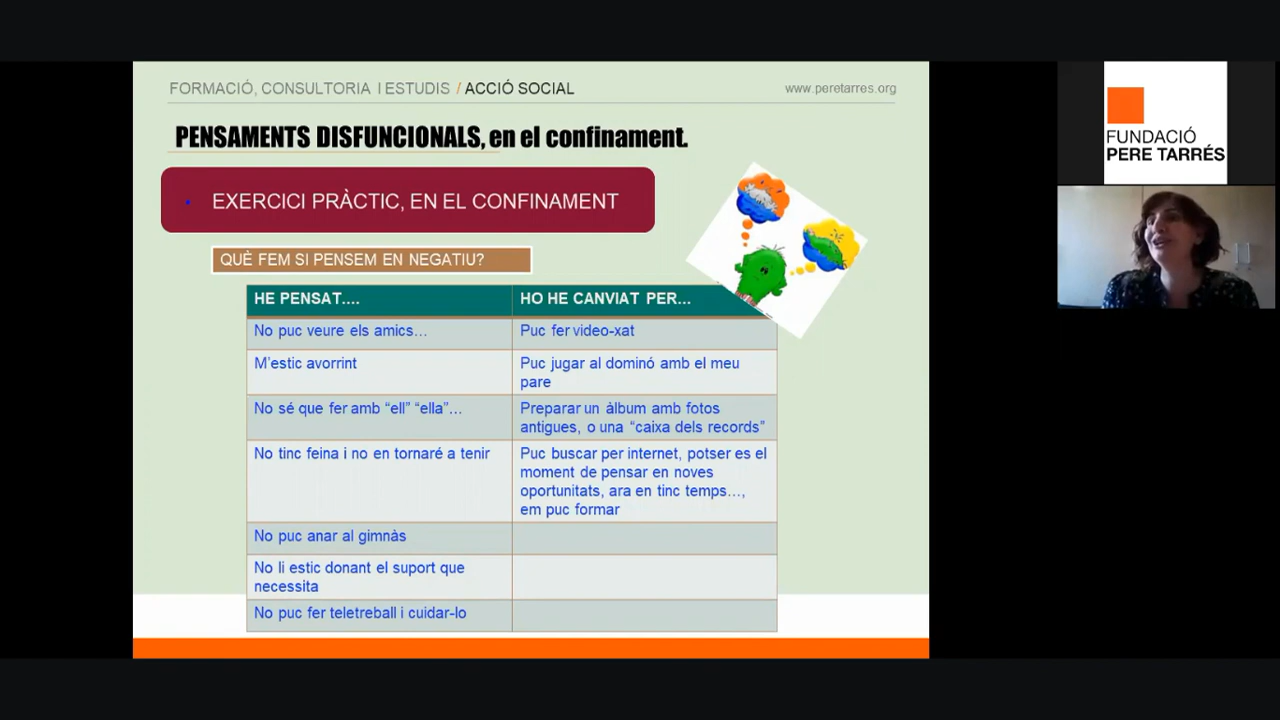 FORMACIÓ, CONSULTORIA I ESTUDIS / ACCIÓ SOCIAL
www.peretarres.org
PENSAMENTS DISFUNCIONALS, en el confinament.
• EXERCICI PRÀCTIC, EN EL CONFINAMENT
QUÈ FEM SI PENSEM EN NEGATIU?
HE PENSAT.... HO HE CANVIAT PER...
No puc veure els amics… Puc fer video-xat
M'estic avorrint Puc jugar al dominó amb el meu
pare
No sé que fer amb “ell” “ella”… Preparar un àlbum amb fotos
antigues, o una “caixa dels records”
No tinc feina i no en tornaré a tenir Puc buscar per internet, potser es el
moment de pensar en noves
oportunitats, ara en tinc temps…,
em puc formar
No puc anar al gimnàs
No li estic donant el suport que
necessita
No puc fer teletreball i cuidar-lo
FUNDACIÓ
PERE TARRÉS